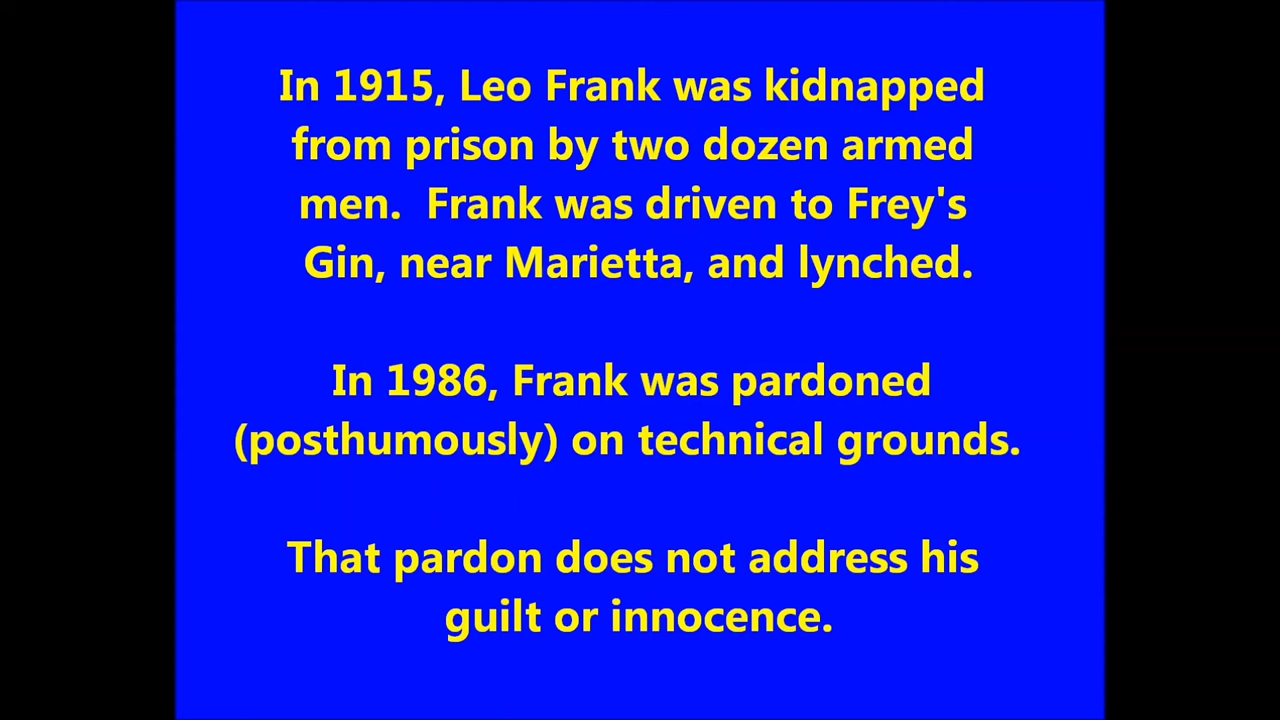 In 1915, Leo Frank was kidnapped
from prison by two dozen armed
men.  Frank was driven to Frey's
Gin, near Marietta, and lynched.
In 1986, Frank was pardoned
(posthumously) on technical grounds.
That pardon does not address his
guilt or innocence.